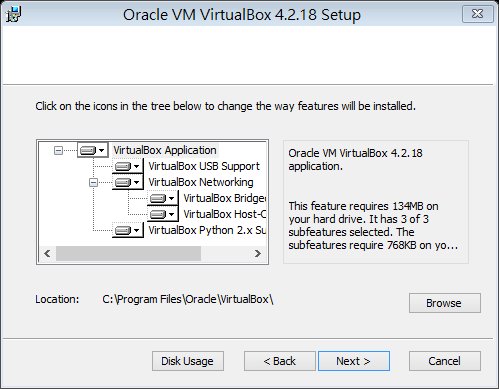 Oracle VM VirtualBox 4.2.18 Setup
Click on the icons in the tree below to change the way features will be installed.
VirtualBox Application
VirtualBox USB Support
VirtualBox Networking
VirtualBox Bridge
VirtualBox Host-O
VirtualBox Python 2.x Su
Oracle VM VirtualBox 4.2.18
application.
This feature requires 134MB on
your hard drive. It has 3 of 3
subfeatures selected. The
subfeatures require 768KB on yo...
Location:
C:\Program Files\Oracle\VirtualBox\
Browse
Disk Usage
< Back
Next >
Cancel